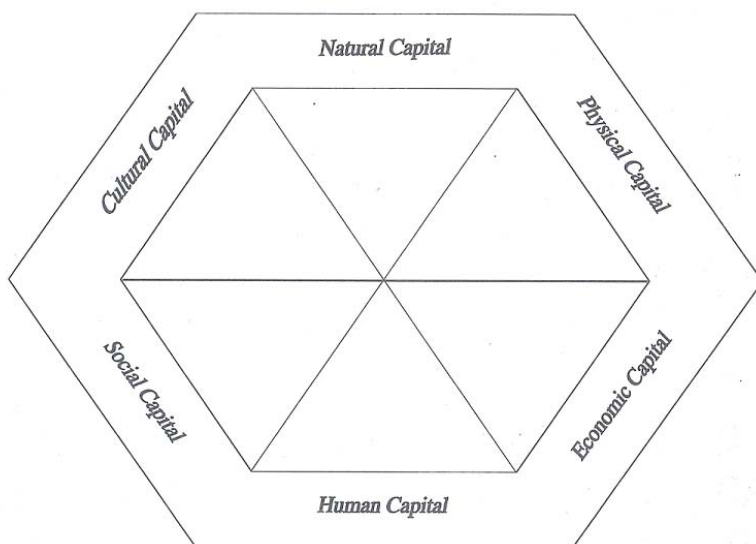 Natural Capital
Cultural Capital
Physical Capital
Social Capital
Economic Capital
Human Capital